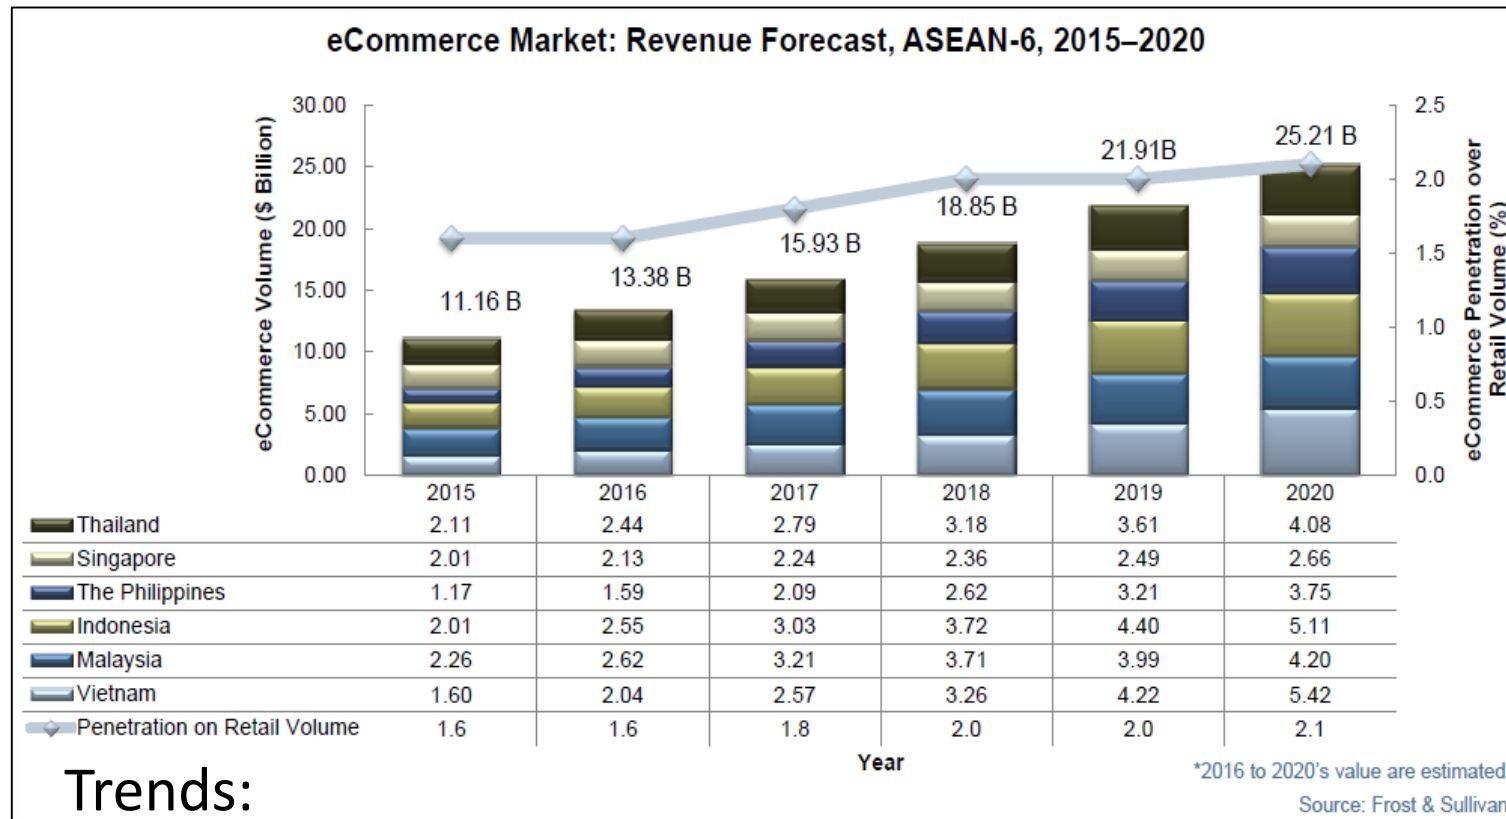 eCommerce Market: Revenue Forecast, ASEAN-6, 2015–2020
eCommerce Volume ($ Billion)
30.00
25.00
20.00
15.00
10.00
5.00
0.00
11.16 B
13.38 B
15.93 B
18.85 B
21.91B
25.21 B
2.5
2.0
1.5
1.0
0.5
0.0
eCommerce Penetration over
Retail Volume (%)
2015 2016 2017 2018 2019 2020
Thailand 2.11 2.44 2.79 3.18 3.61 4.08
Singapore 2.01 2.13 2.24 2.36 2.49 2.66
The Philippines 1.17 1.59 2.09 2.62 3.21 3.75
Indonesia 2.01 2.55 3.03 3.72 4.40 5.11
Malaysia 2.26 2.62 3.21 3.71 3.99 4.20
Vietnam 1.60 2.04 2.57 3.26 4.22 5.42
Penetration on Retail Volume 1.6 1.6 1.8 2.0 2.0 2.1
Year
*2016 to 2020's value are estimated
Source: Frost & Sullivan
Trends: